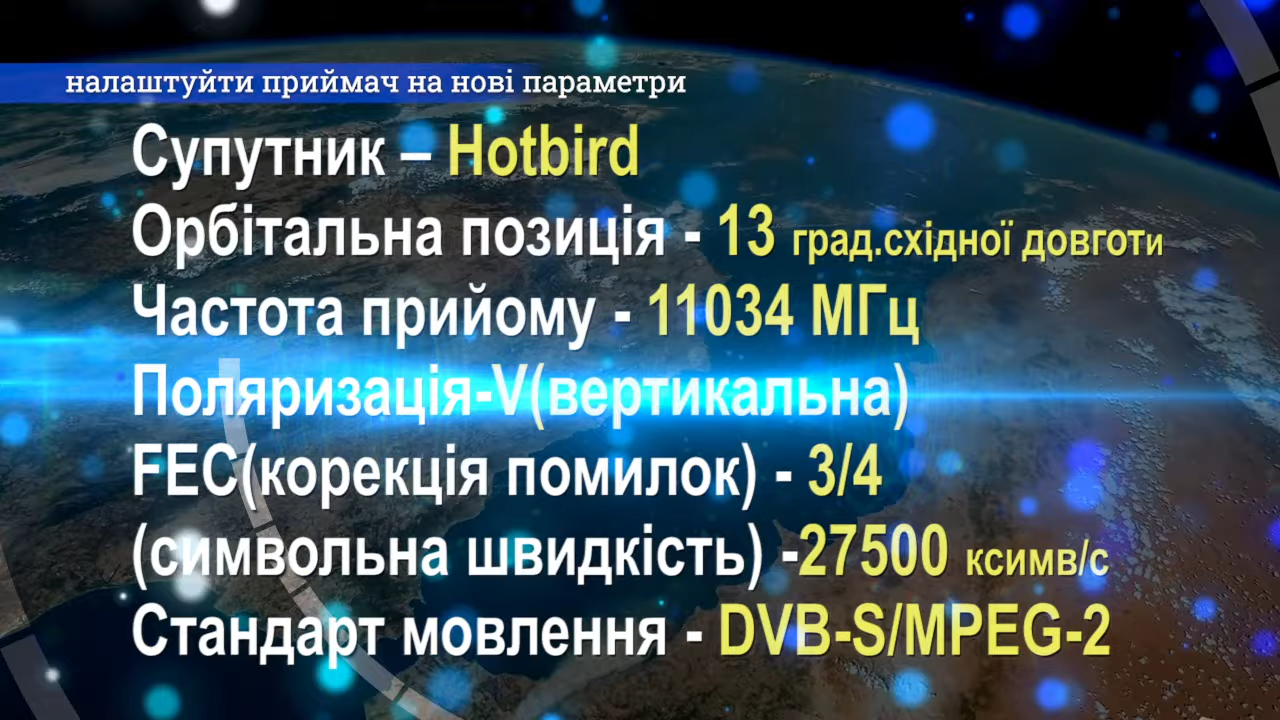 налаштуйти приймач на нові параметри
Супутник – Hotbird
Орбітальна позиція - 13 град.східної довготи
Частота прийому - 11034 МГц
Поляризація-V(вертикальна)
FEC(корекція помилок) - 3/4
(символьна швидкість) -27500 ксимв/с
Стандарт мовлення - DVB-S/MPEG-2